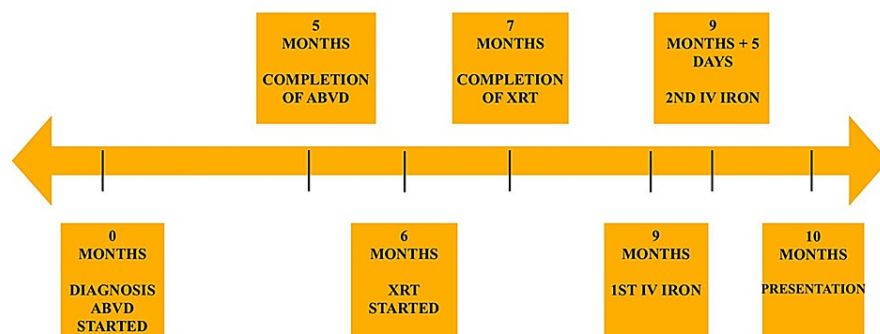 5
MONTHS
COMPLETION
OF ABVD
7
MONTHS
COMPLETION
OF XRT
9
MONTHS + 5
DAYS
2ND IV IRON
0
MONTHS
DIAGNOSIS
ABVD
STARTED
6
MONTHS
XRT
STARTED
9
MONTHS
1ST IV IRON
10
MONTHS
PRESENTATION